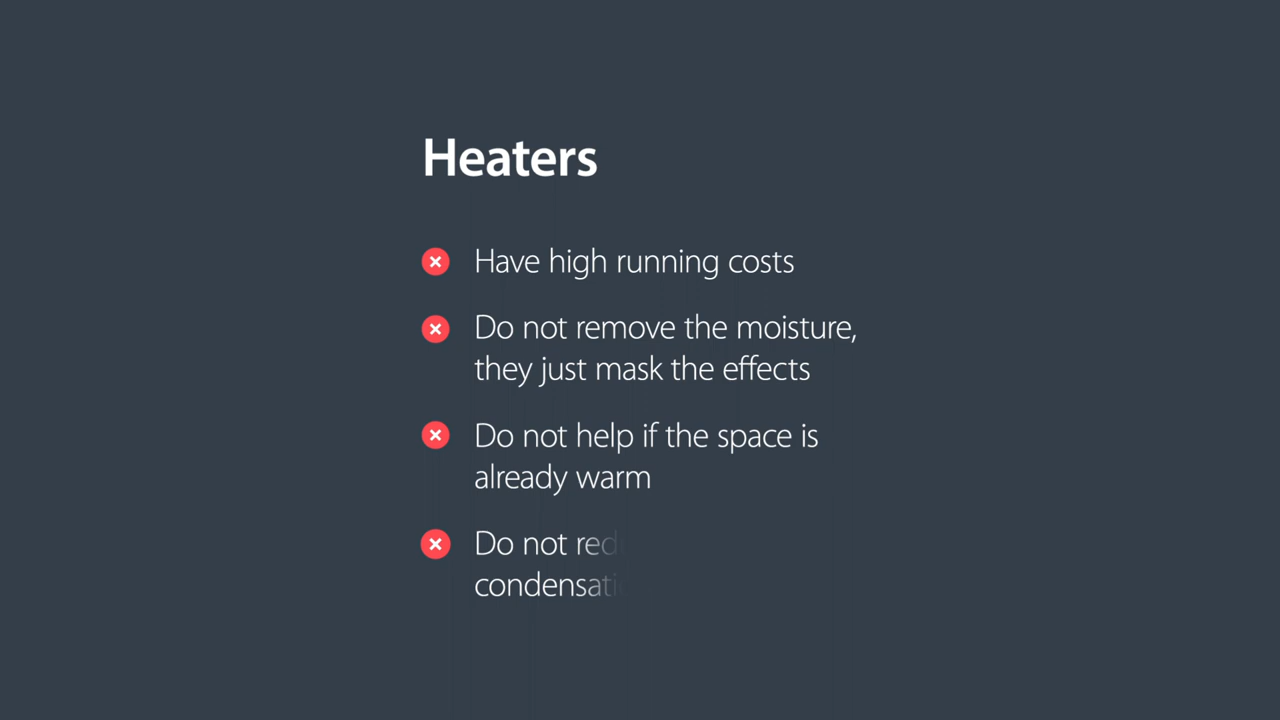 Heaters
Have high running costs
Do not remove the moisture,
they just mask the effects
Do not help if the space is
already warm
Do not